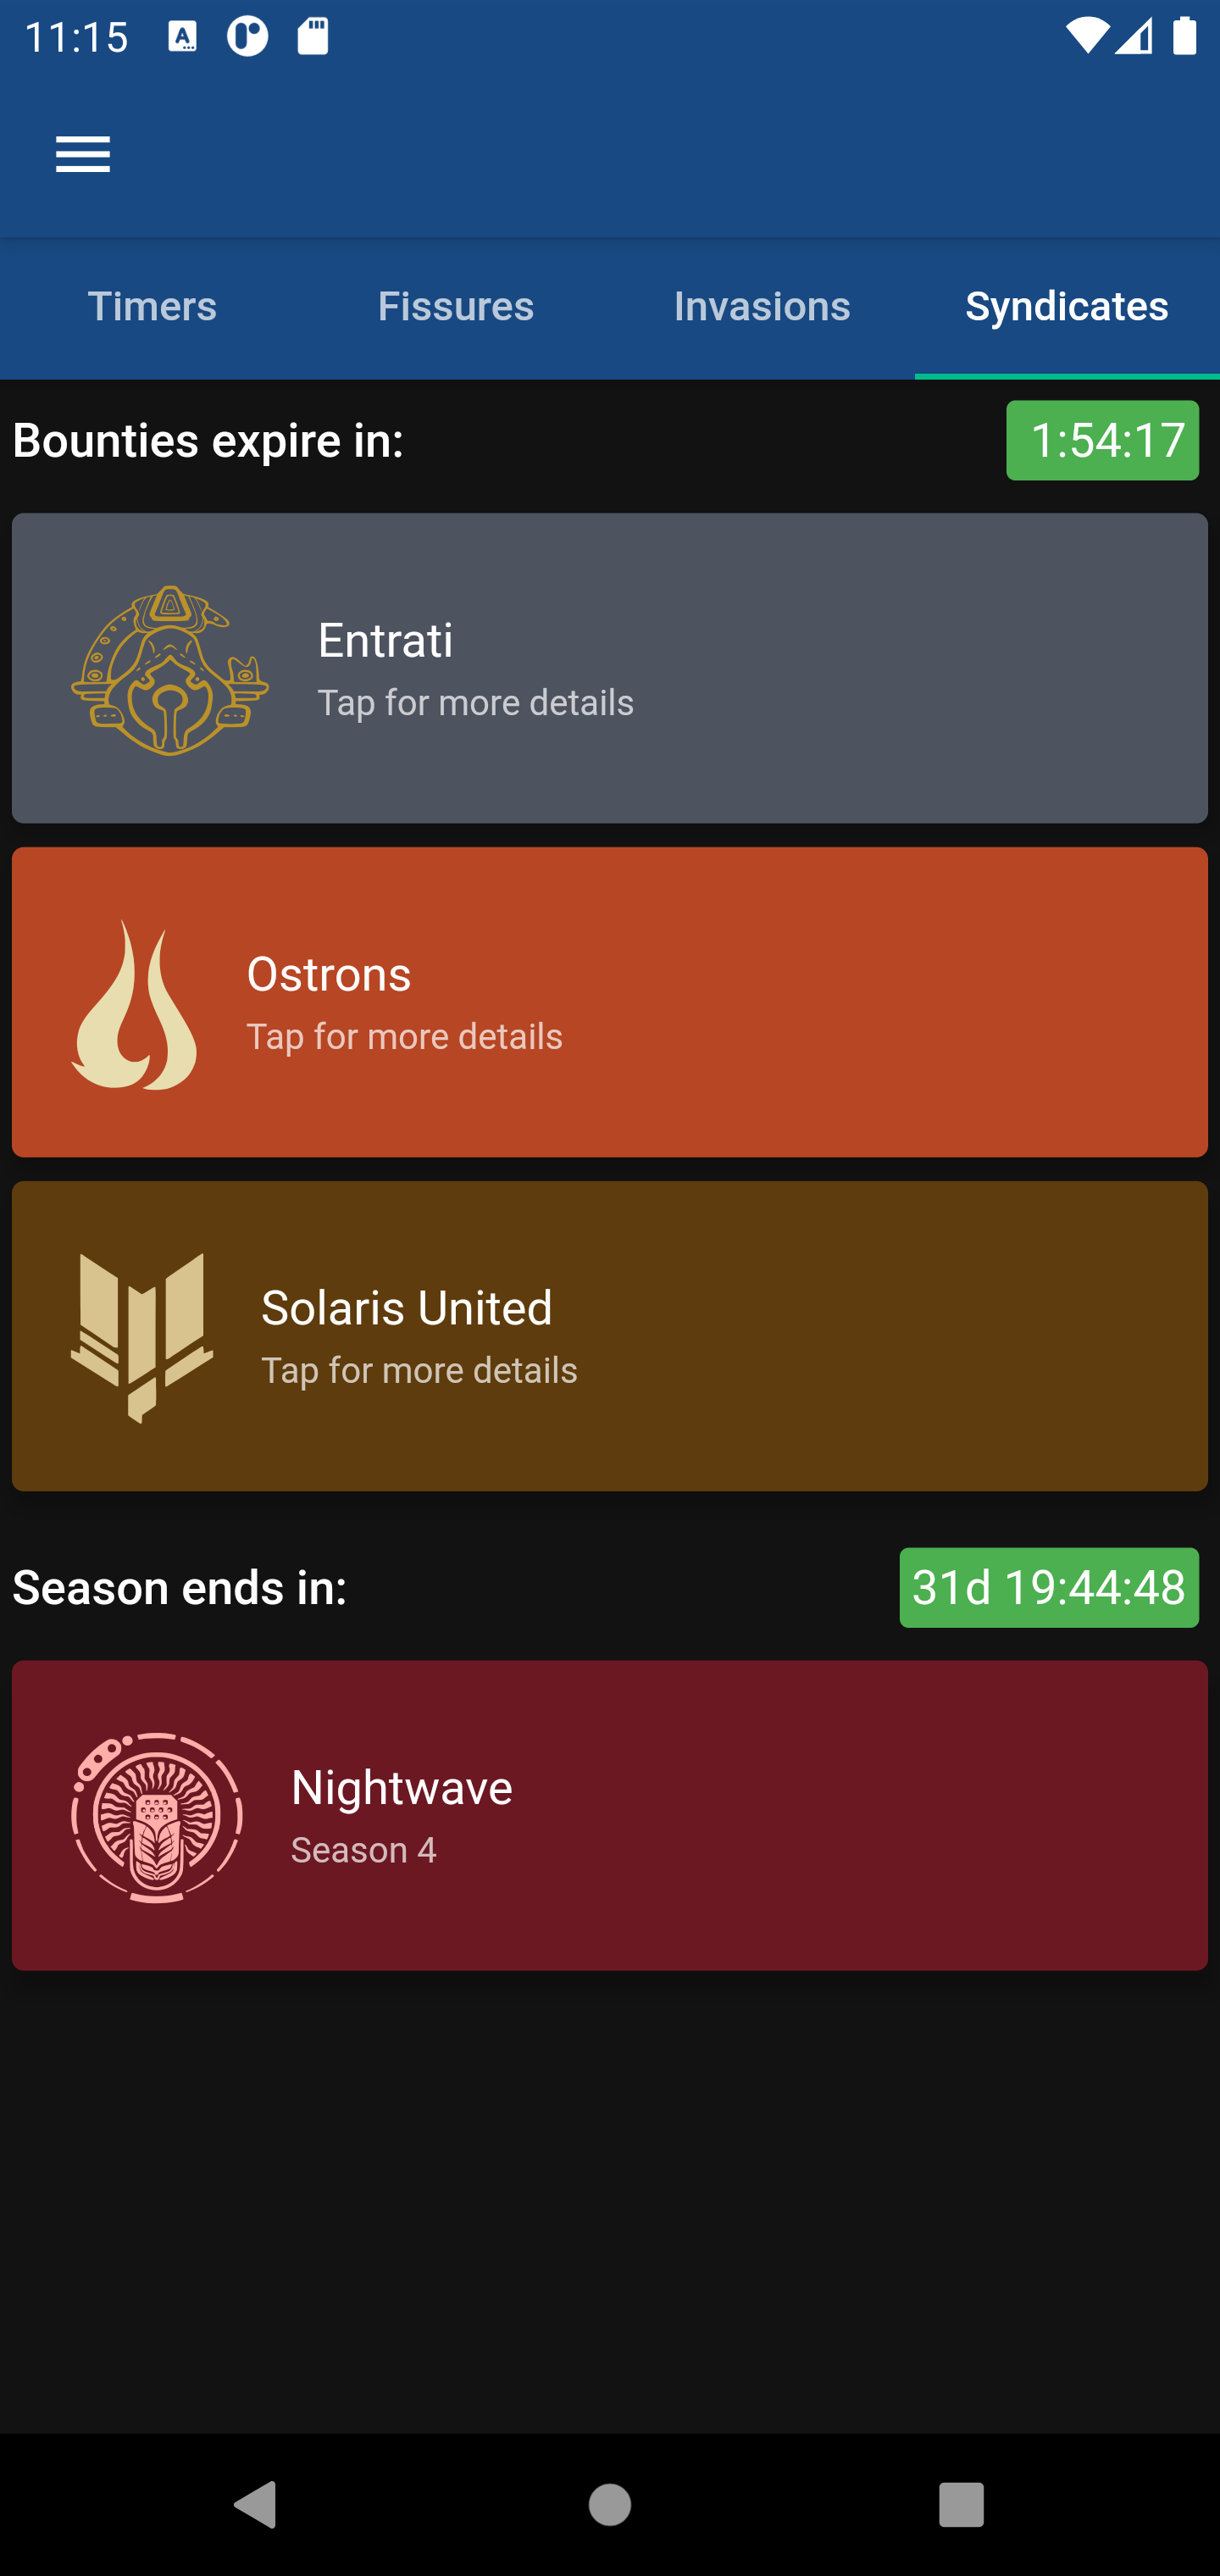 11:15
Timers Fissures Invasions Syndicates
Bounties expire in: 1:54:17
Entrati
Tap for more details
Ostrons
Tap for more details
Solaris United
Tap for more details
Season ends in: 31d 19:44:48
Nightwave
Season 4